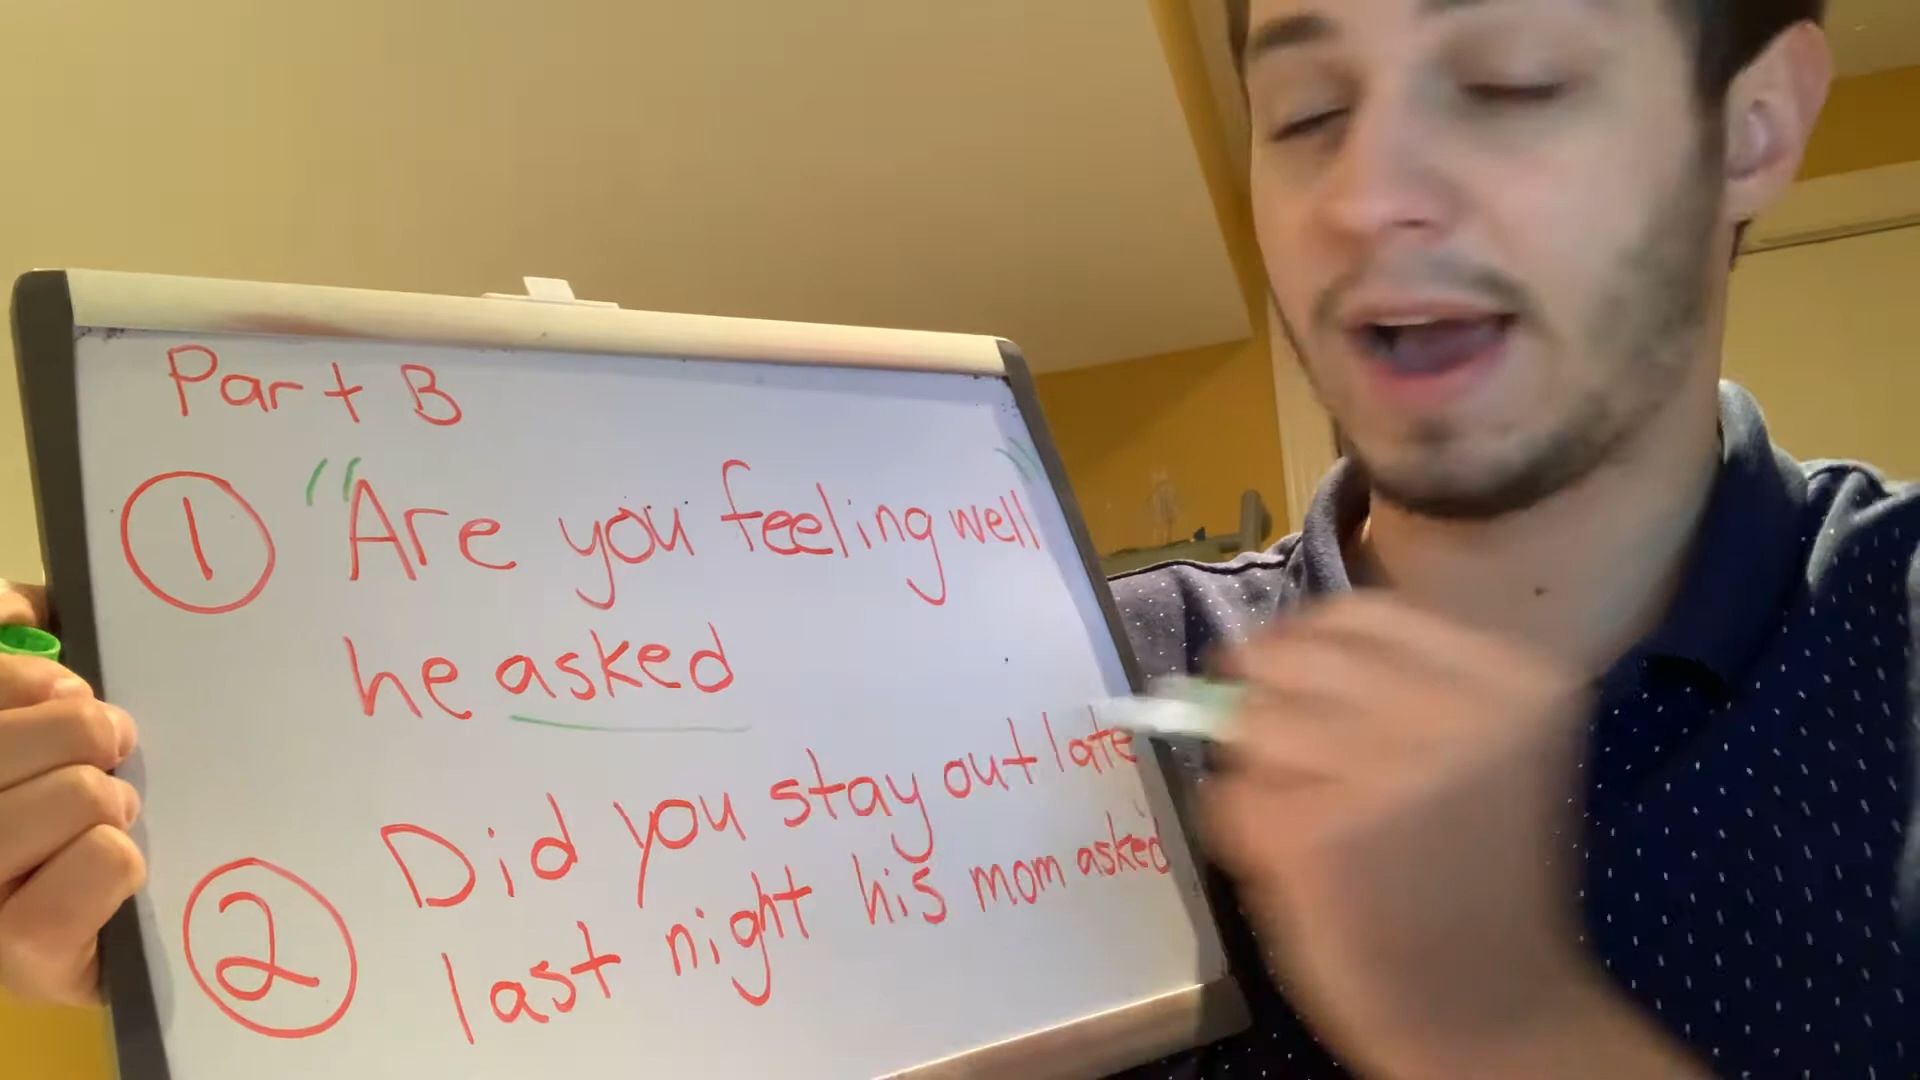 Part B
1 "Are you feeling well"
he asked
2 Did you stay out late
last night his mom asked